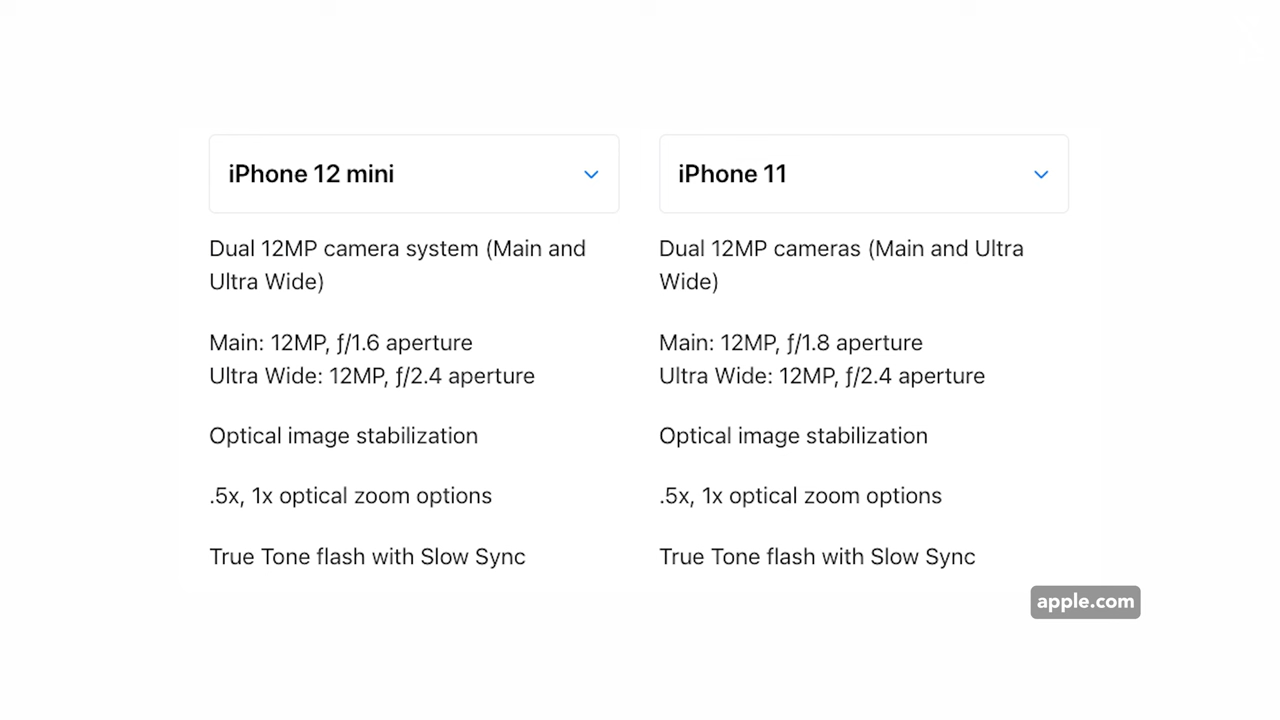 iPhone 12 mini
Dual 12MP camera system (Main and
Ultra Wide)
Main: 12MP, ƒ/1.6 aperture
Ultra Wide: 12MP, ƒ/2.4 aperture
Optical image stabilization
.5x, 1x optical zoom options
True Tone flash with Slow Sync
iPhone 11
Dual 12MP cameras (Main and Ultra
Wide)
Main: 12MP, ƒ/1.8 aperture
Ultra Wide: 12MP, ƒ/2.4 aperture
Optical image stabilization
.5x, 1x optical zoom options
True Tone flash with Slow Sync
apple.com